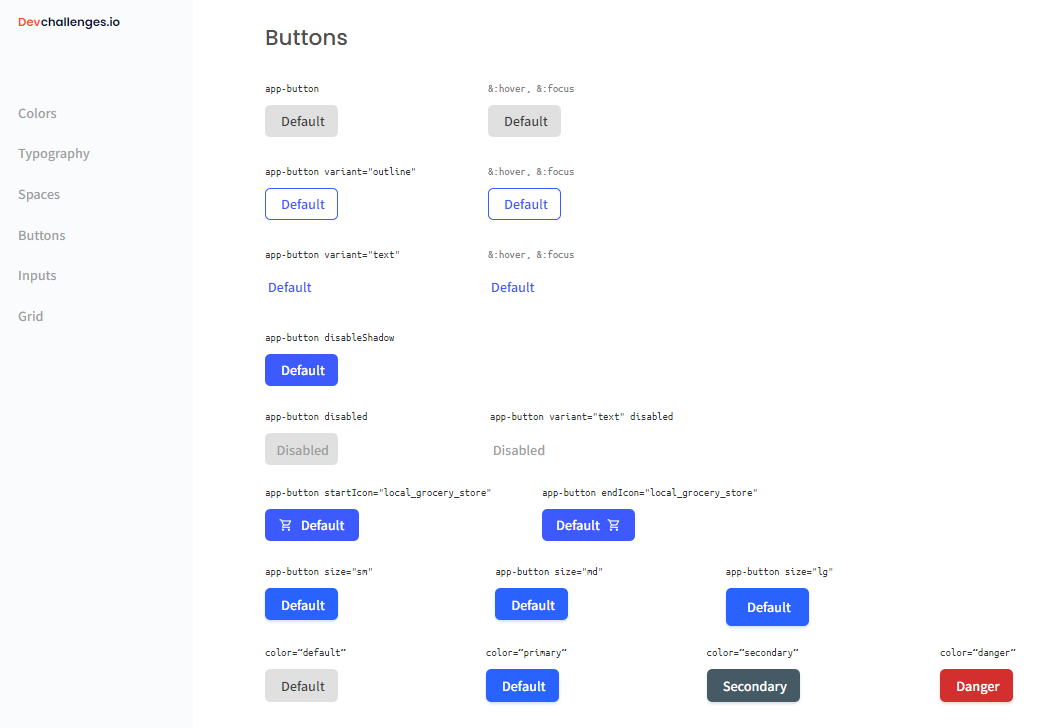 Devchallenges.io
Colors
Typography
Spaces
Buttons
Inputs
Grid
Buttons
app-button
&:hover, &:focus
Default
Default
app-button variant="outline"
&:hover, &:focus
Default
Default
app-button variant="text"
&:hover, &:focus
Default
Default
app-button disableShadow
Default
app-button disabled
app-button variant="text" disabled
Disabled
Disabled
app-button startIcon="local_grocery_store"
app-button endIcon="local_grocery_store"
Default
Default
app-button size="sm"
app-button size="md"
app-button size="lg"
Default
Default
Default
color=“default”
color=“primary”
color=“secondary”
color=“danger”
Default
Default
Secondary
Danger